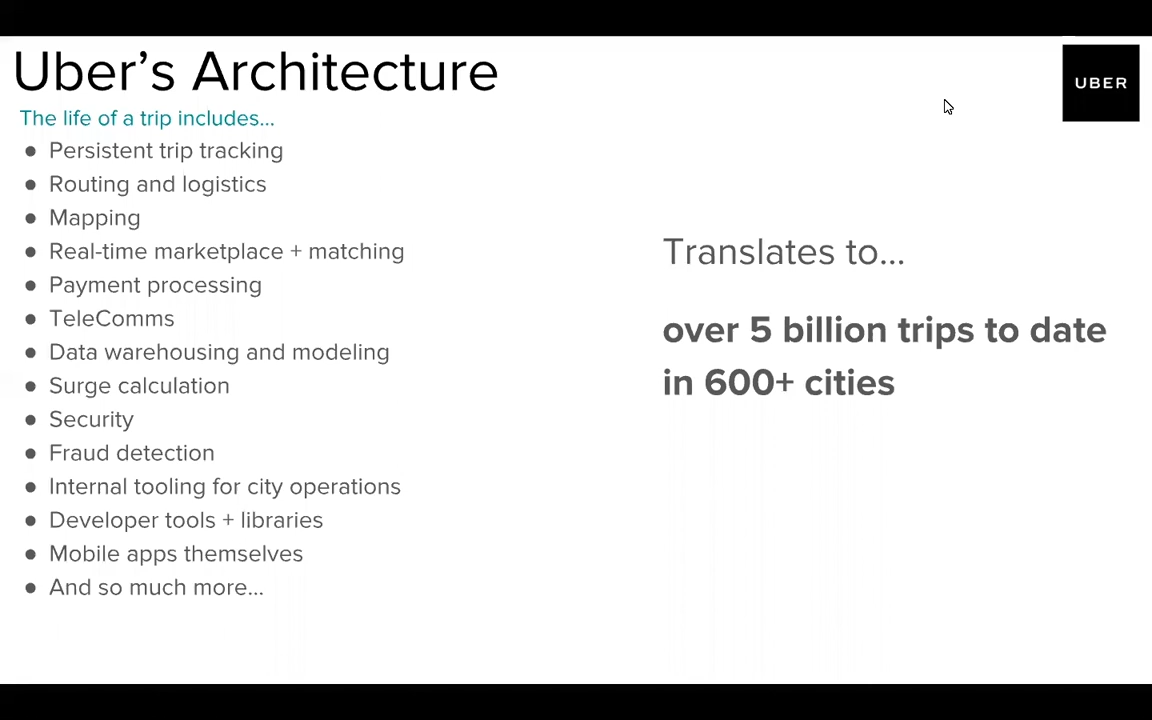 Uber’s Architecture
UBER
The life of a trip includes...
● Persistent trip tracking
● Routing and logistics
● Mapping
● Real-time marketplace + matching
● Payment processing
● TeleComms
● Data warehousing and modeling
● Surge calculation
● Security
● Fraud detection
● Internal tooling for city operations
● Developer tools + libraries
● Mobile apps themselves
● And so much more...
Translates to...
over 5 billion trips to date
in 600+ cities